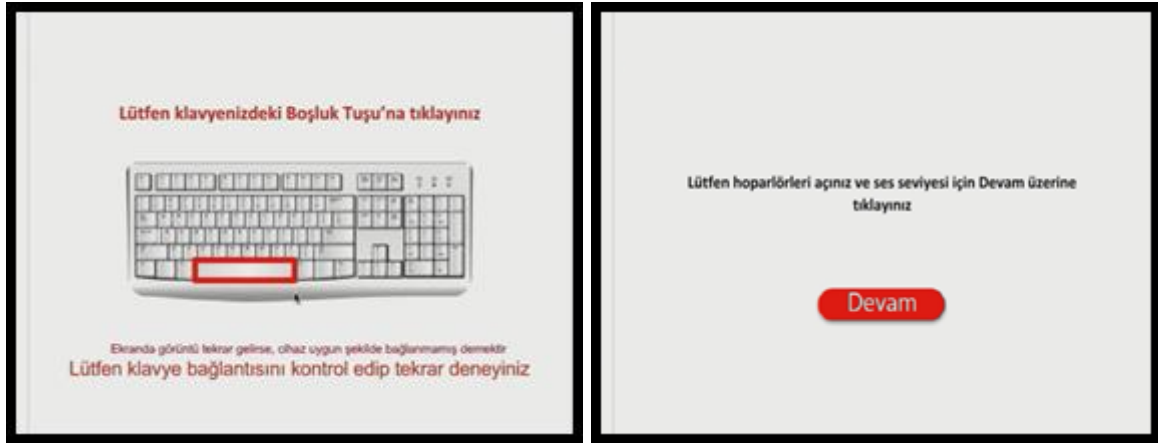 Lütfen klavyenizdeki Boşluk Tuşu'na tıklayınız
Ekranda görüntü tekrar gelirse, cihaz uygun şekilde bağlanmamış demektir
Lütfen klavye bağlantısını kontrol edip tekrar deneyiniz
Lütfen hoparlörleri açınız ve ses seviyesi için Devam üzerine
tıklayınız
Devam